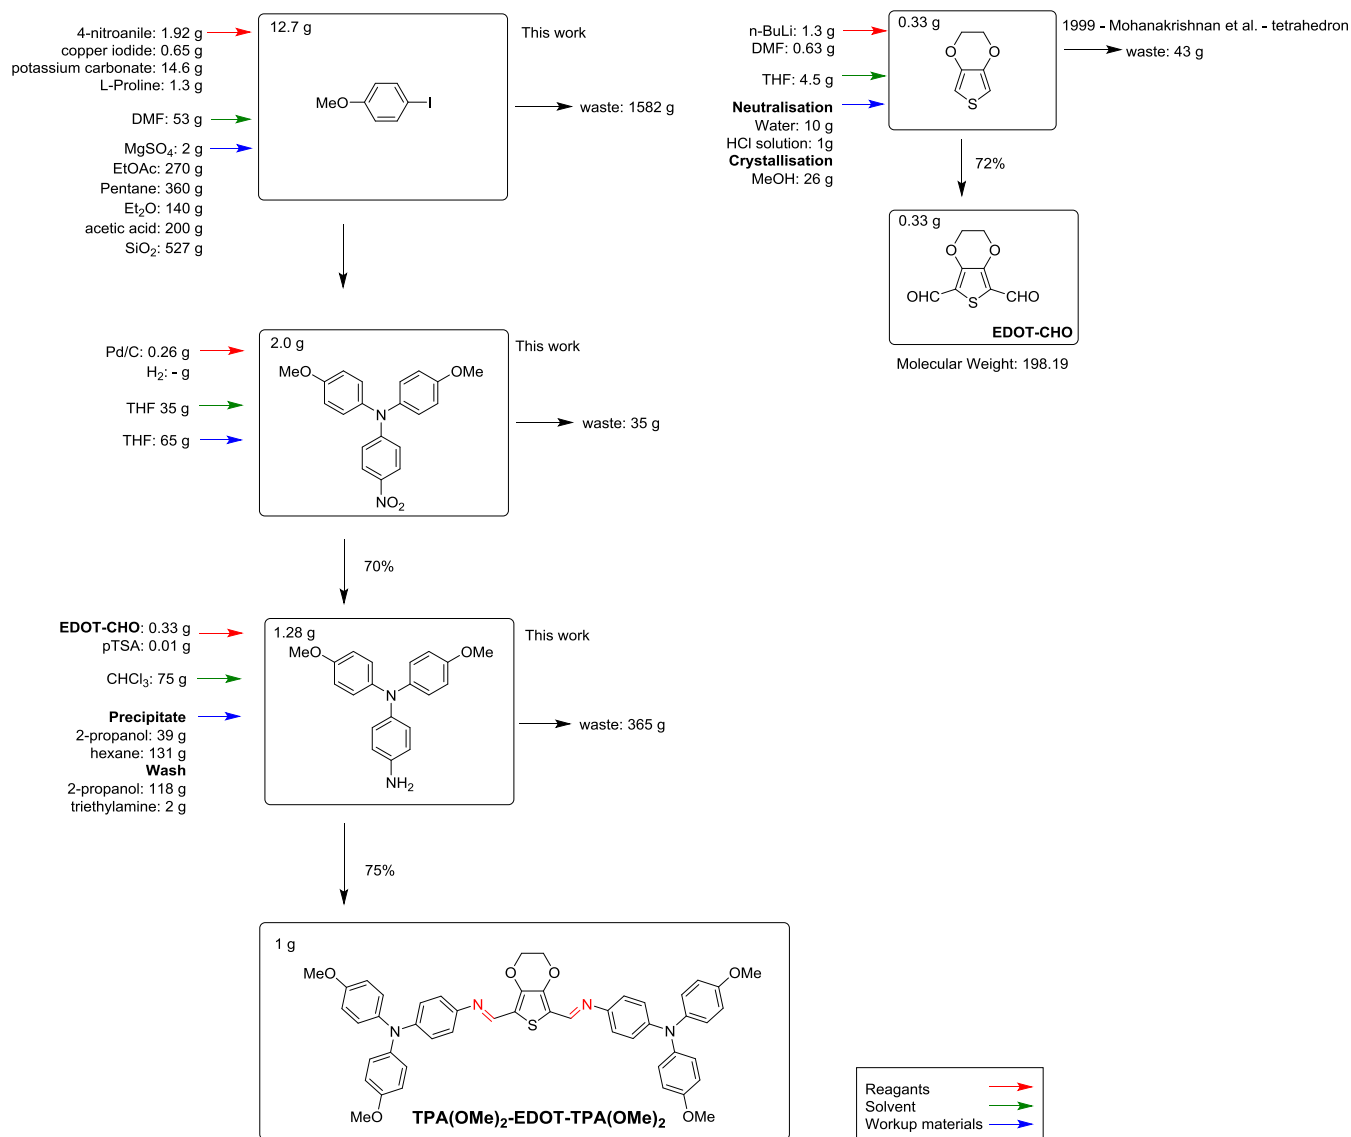 12.7 g
This work
4-nitroanile: 1.92 g
copper iodide: 0.65 g
potassium carbonate: 14.6 g
L-Proline: 1.3 g
DMF: 53 g
MgSO4: 2 g
EtOAc: 270 g
Pentane: 360 g
Et2O: 140 g
acetic acid: 200 g
SiO2: 527 g
MeO
I
waste: 1582 g
2.0 g
This work
Pd/C: 0.26 g
H2: - g
THF 35 g
THF: 65 g
MeO
OMe
N
NO2
waste: 35 g
70%
1.28 g
This work
EDOT-CHO: 0.33 g
pTSA: 0.01 g
CHCl3: 75 g
Precipitate
2-propanol: 39 g
hexane: 131 g
Wash
2-propanol: 118 g
triethylamine: 2 g
MeO
OMe
N
NH2
waste: 365 g
75%
1 g
MeO
N
N
OMe
O
O
S
N
N
OMe
OMe
TPA(OMe)2-EDOT-TPA(OMe)2
0.33 g
1999 - Mohanakrishnan et al. - tetrahedron
n-BuLi: 1.3 g
DMF: 0.63 g
THF: 4.5 g
Neutralisation
Water: 10 g
HCl solution: 1g
Crystallisation
MeOH: 26 g
O
O
S
waste: 43 g
72%
0.33 g
O
O
OHC
S
CHO
EDOT-CHO
Molecular Weight: 198.19
Reagants
Solvent
Workup materials